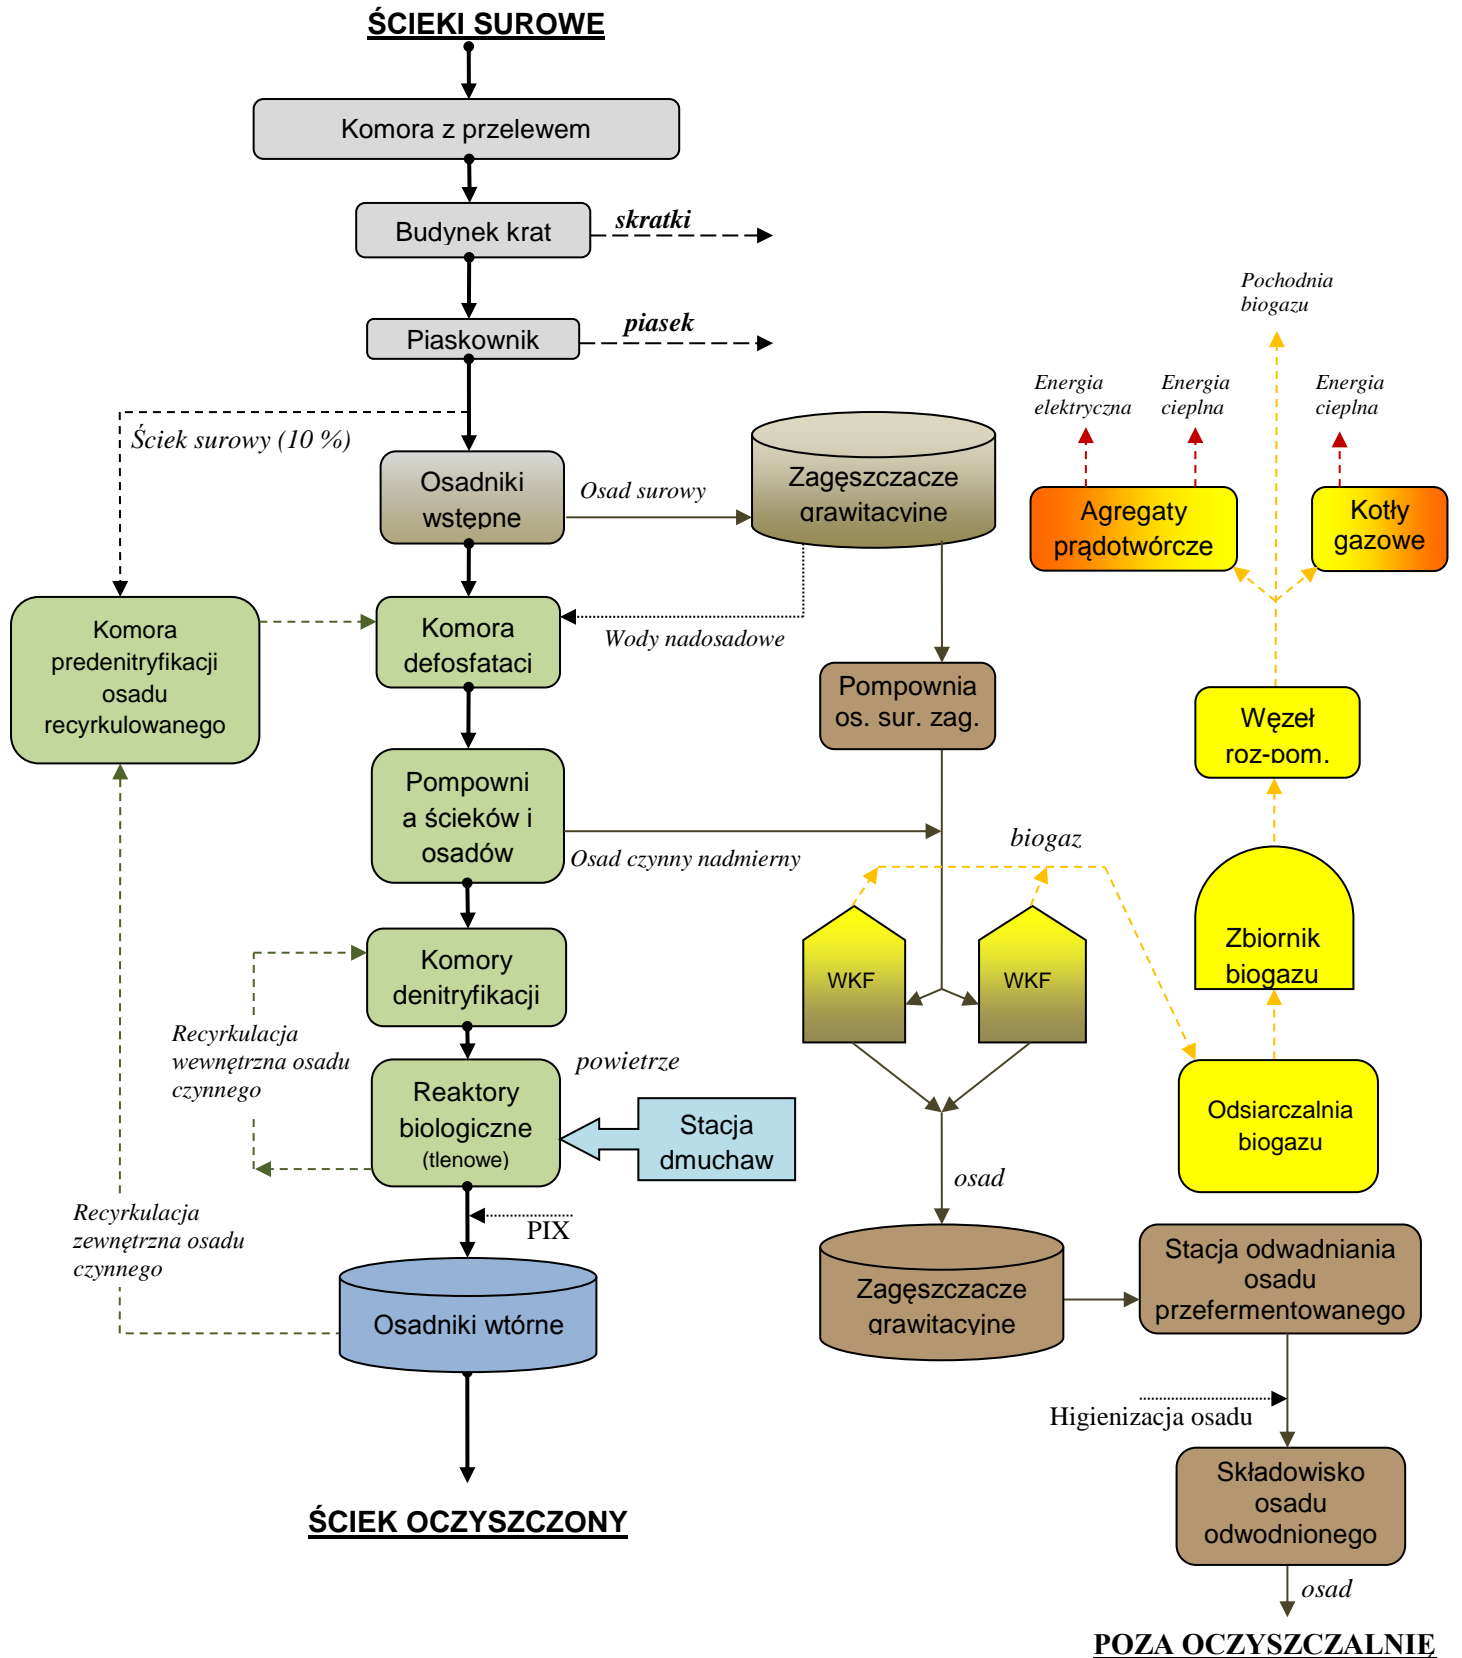 ŚCIEKI SUROWE
Komora z przelewem
Budynek krat
skratki
Piaskownik
piasek
Ściek surowy (10 %)
Osadniki
wstępne
Osad surowy
Zagęszczacze
grawitacyjne
Wody nadosadowe
Komora
predenitryfikacji
osadu
recyrkulowanego
Komora
defosfataci
Pompownia
os. sur. zag.
Pompowni
a ścieków i
osadów
Osad czynny nadmierny
Komory
denitryfikacji
Recyrkulacja
wewnętrzna osadu
czynnego
Reaktory
biologiczne
(tlenowe)
powietrze
Stacja
dmuchaw
PIX
Recyrkulacja
zewnętrzna osadu
czynnego
Osadniki wtórne
ŚCIEK OCZYSZCZONY
Pochodnia
biogazu
Energia
elektryczna
Energia
cieplna
Energia
cieplna
Agregaty
prądotwórcze
Kotły
gazowe
Węzeł
roz-pom.
Zbiornik
biogazu
biogaz
WKF
WKF
Odsiarczalnia
biogazu
osad
Zagęszczacze
grawitacyjne
Stacja odwadniania
osadu
przefermentowanego
Higienizacja osadu
Składowisko
osadu
odwodnionego
osad
POZA OCZYSZCZALNIĘ